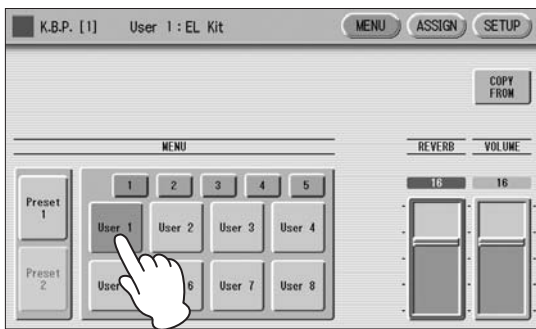 K.B.P. [1] User 1 : EL Kit MENU ASSIGN SETUP
COPY
FROM
MENU REVERB VOLUME
1 2 3 4 5 16 16
Preset
1
User 1 User 2 User 3 User 4
Preset
2
User 6 User 7 User 8